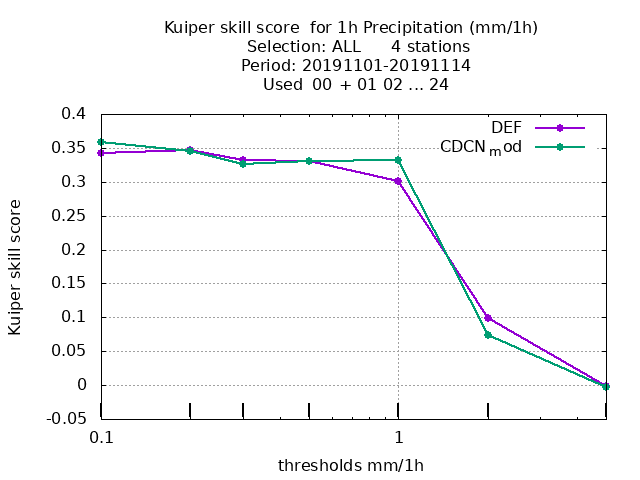 Kuiper skill score for 1h Precipitation (mm/1h)
Selection: ALL 4 stations
Period: 20191101-20191114
Used 00 + 01 02 ... 24
0.4
0.35
0.3
0.25
0.2
0.15
0.1
0.05
0
-0.05
Kuiper skill score
DEF
CDCNmod
0.1
1
thresholds mm/1h